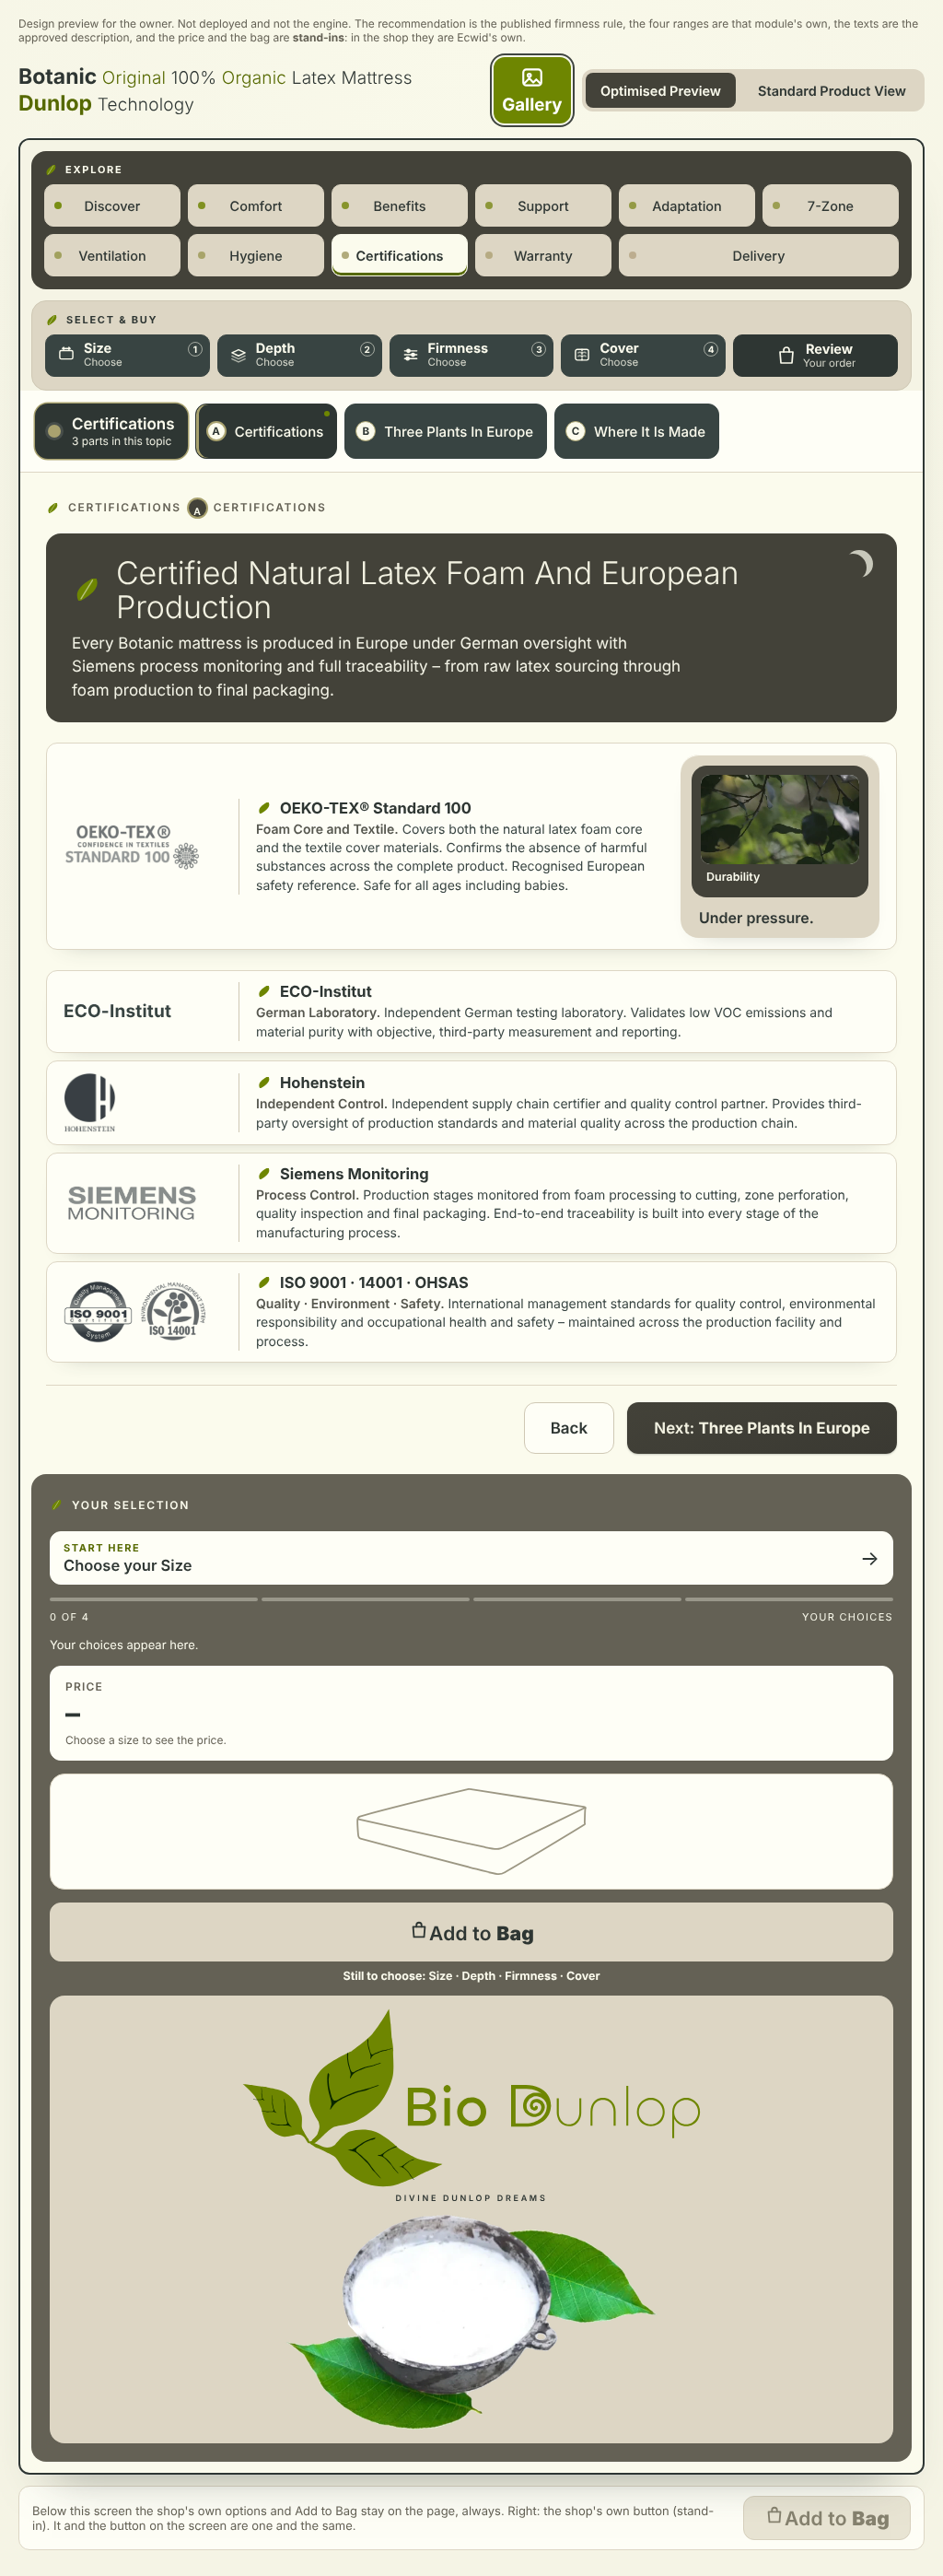 Design preview for the owner. Not deployed and not the engine. The recommendation is the published firmness rule, the four ranges are that module's own, the texts are the
approved description, and the price and the bag are stand-ins: in the shop they are Ecwid's own.
Botanic Original 100% Organic Latex Mattress
Dunlop Technology
Gallery
Optimised Preview
Standard Product View
EXPLORE
Discover
Comfort
Benefits
Support
Adaptation
7-Zone
Ventilation
Hygiene
Certifications
Warranty
Delivery
SELECT & BUY
Size
Choose
1
Depth
Choose
2
Firmness
Choose
3
Cover
Choose
4
Review
Your order
Certifications
3 parts in this topic
A Certifications
B Three Plants In Europe
C Where It Is Made
CERTIFICATIONS A CERTIFICATIONS
Certified Natural Latex Foam And European
Production
Every Botanic mattress is produced in Europe under German oversight with
Siemens process monitoring and full traceability – from raw latex sourcing through
foam production to final packaging.
OEKO-TEX®
CONFIDENCE IN TEXTILES
STANDARD 100
OEKO-TEX® Standard 100
Foam Core and Textile. Covers both the natural latex foam core
and the textile cover materials. Confirms the absence of harmful
substances across the complete product. Recognised European
safety reference. Safe for all ages including babies.
Durability
Under pressure.
ECO-Institut
ECO-Institut
German Laboratory. Independent German testing laboratory. Validates low VOC emissions and
material purity with objective, third-party measurement and reporting.
HOHENSTEIN
Hohenstein
Independent Control. Independent supply chain certifier and quality control partner. Provides third-
party oversight of production standards and material quality across the production chain.
SIEMENS
MONITORING
Siemens Monitoring
Process Control. Production stages monitored from foam processing to cutting, zone perforation,
quality inspection and final packaging. End-to-end traceability is built into every stage of the
manufacturing process.
Quality Management
ISO 9001
Certified
System
ENVIRONMENTAL MANAGEMENT SYSTEM
ISO 14001
ISO 9001 · 14001 · OHSAS
Quality · Environment · Safety. International management standards for quality control, environmental
responsibility and occupational health and safety – maintained across the production facility and
process.
Back
Next: Three Plants In Europe
YOUR SELECTION
START HERE
Choose your Size
0 OF 4
YOUR CHOICES
Your choices appear here.
PRICE
–
Choose a size to see the price.
Add to Bag
Still to choose: Size · Depth · Firmness · Cover
Bio Dunlop
DIVINE DUNLOP DREAMS
Below this screen the shop's own options and Add to Bag stay on the page, always. Right: the shop's own button (stand-
in). It and the button on the screen are one and the same.
Add to Bag